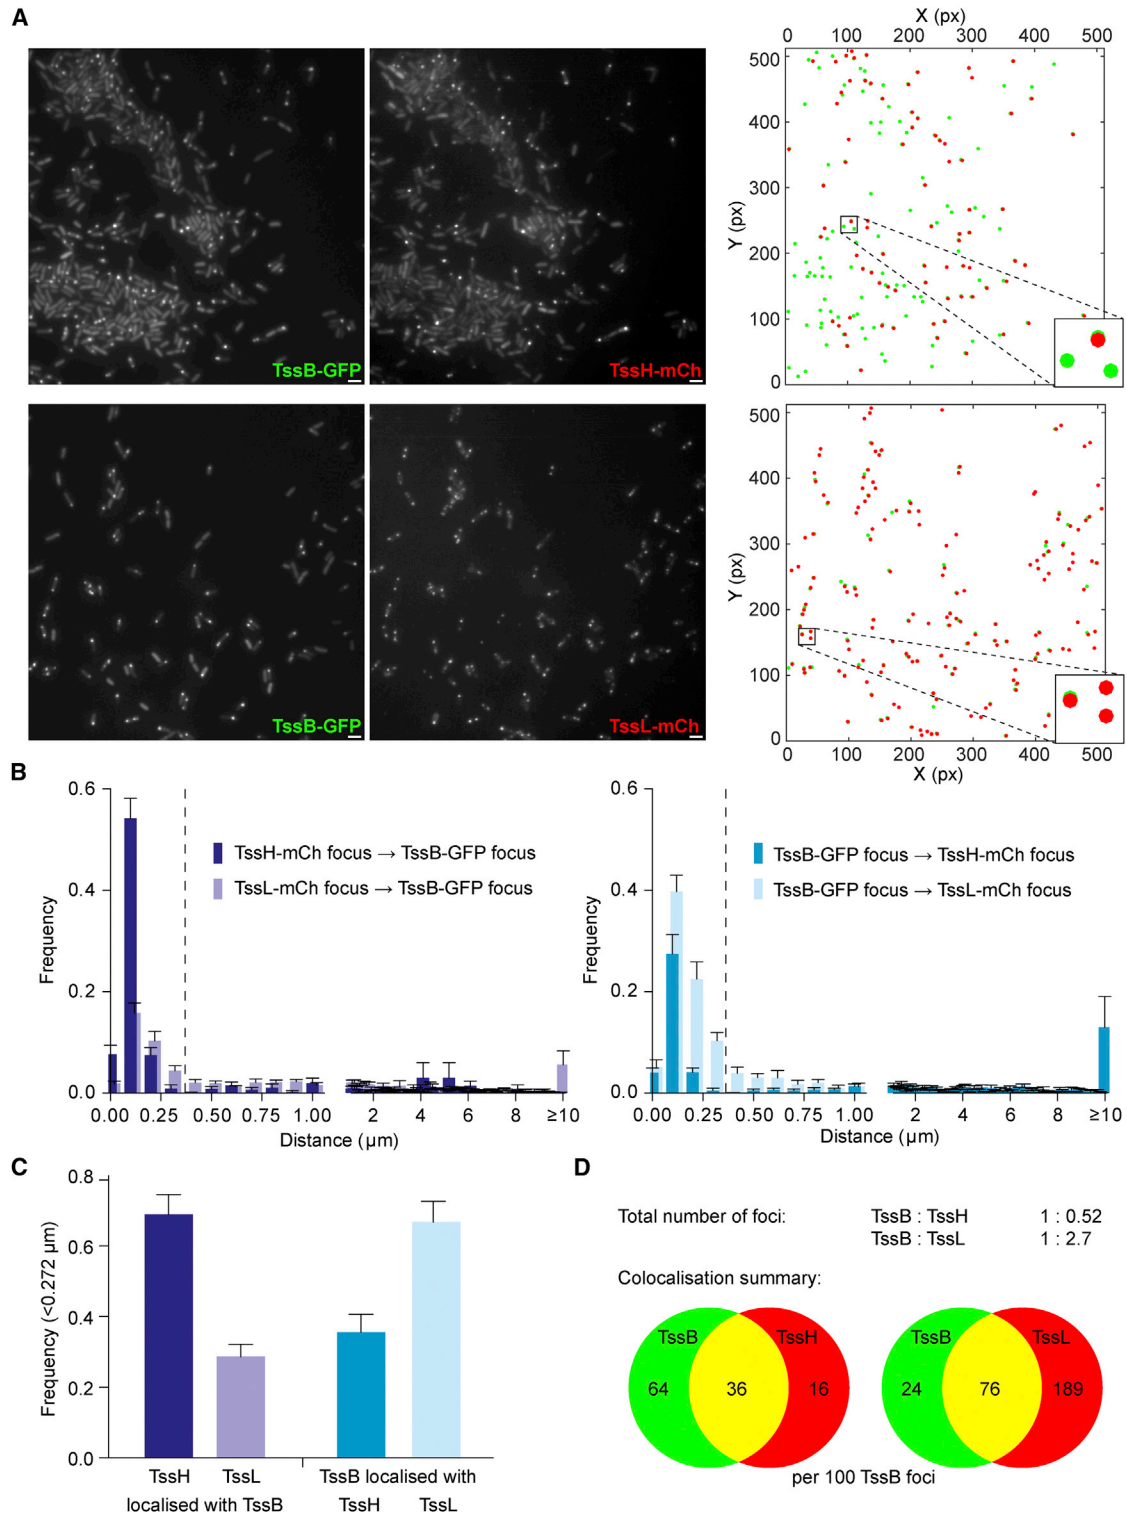 A
X (px)
0 100 200 300 400 500
TssB-GFP
TssH-mCh
Y (px)
500
400
300
200
100
0
TssB-GFP
TssL-mCh
Y (px)
500
400
300
200
100
0
0 100 200 300 400 500
X (px)
B
Frequency
0.6
0.4
0.2
0.0
TssH-mCh focus → TssB-GFP focus
TssL-mCh focus → TssB-GFP focus
0.00 0.25 0.50 0.75 1.00 2 4 6 8 ≥10
Distance (µm)
Frequency
0.6
0.4
0.2
0.0
TssB-GFP focus → TssH-mCh focus
TssB-GFP focus → TssL-mCh focus
0.00 0.25 0.50 0.75 1.00 2 4 6 8 ≥10
Distance (µm)
C
Frequency (<0.272 µm)
0.8
0.6
0.4
0.2
0.0
TssH TssL
localised with TssB
TssB localised with
TssH TssL
D
Total number of foci:
TssB : TssH 1 : 0.52
TssB : TssL 1 : 2.7
Colocalisation summary:
TssB TssH
64 36 16
TssB TssL
24 76 189
per 100 TssB foci